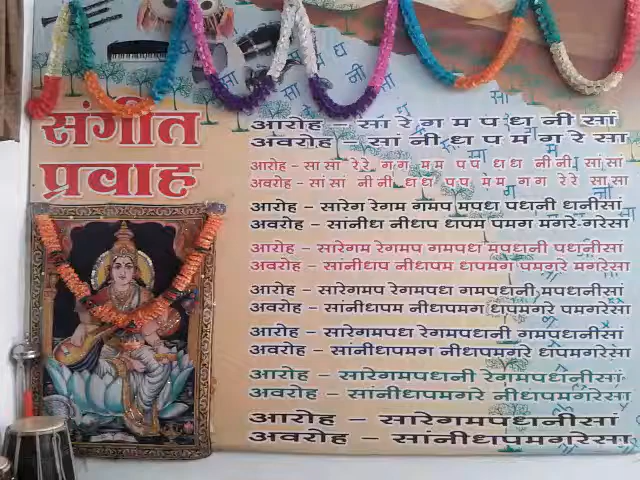 संगीत
प्रवाह
आरोह – सा रे ग म प ध नी सां
अवरोह – सां नी ध प म ग रे सा
आरोह – सासा रेरे गग मम पप धध नीनी सांसां
अवरोह – सांसां नीनी धध पप मम गग रेरे सासा
आरोह – सारेग रेगम गमप मपध पधनी धनीसां
अवरोह – सांनीध नीधप धपम पमग मगरे गरेसा
आरोह – सारेगम रेगमप गमपध मपधनी पधनीसां
अवरोह – सांनीधप नीधपम धपमग पमगरे मगरेसा
आरोह – सारेगमप रेगमपध गमपधनी मपधनीसां
अवरोह – सांनीधपम नीधपमग धपमगरे पमगरेसा
आरोह – सारेगमपध रेगमपधनी गमपधनीसां
अवरोह – सांनीधपमग नीधपमगरे धपमगरेसा
आरोह – सारेगमपधनी रेगमपधनीसां
अवरोह – सांनीधपमगरे नीधपमगरेसा
आरोह – सारेगमपधनीसां
अवरोह – सांनीधपमगरेसा